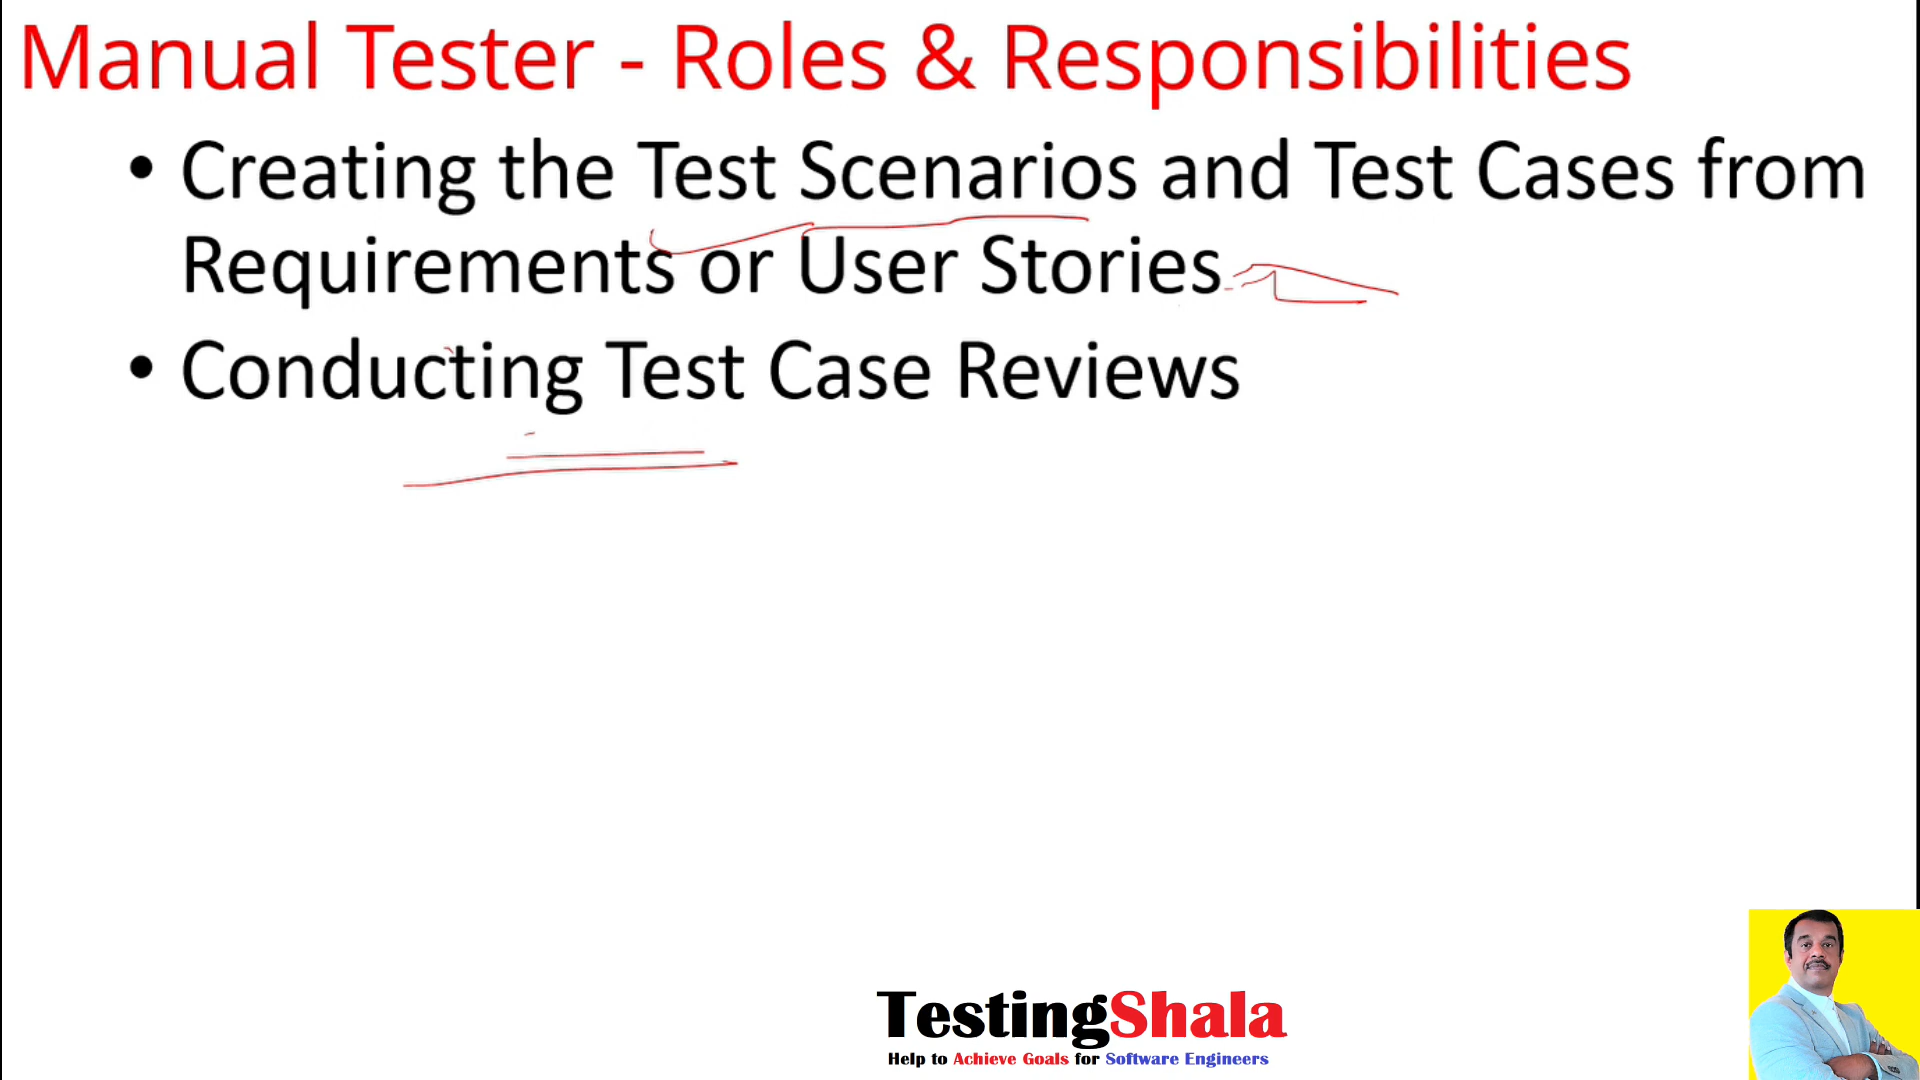 Manual Tester - Roles & Responsibilities
• Creating the Test Scenarios and Test Cases from
Requirements or User Stories
• Conducting Test Case Reviews
TestingShala
Help to Achieve Goals for Software Engineers